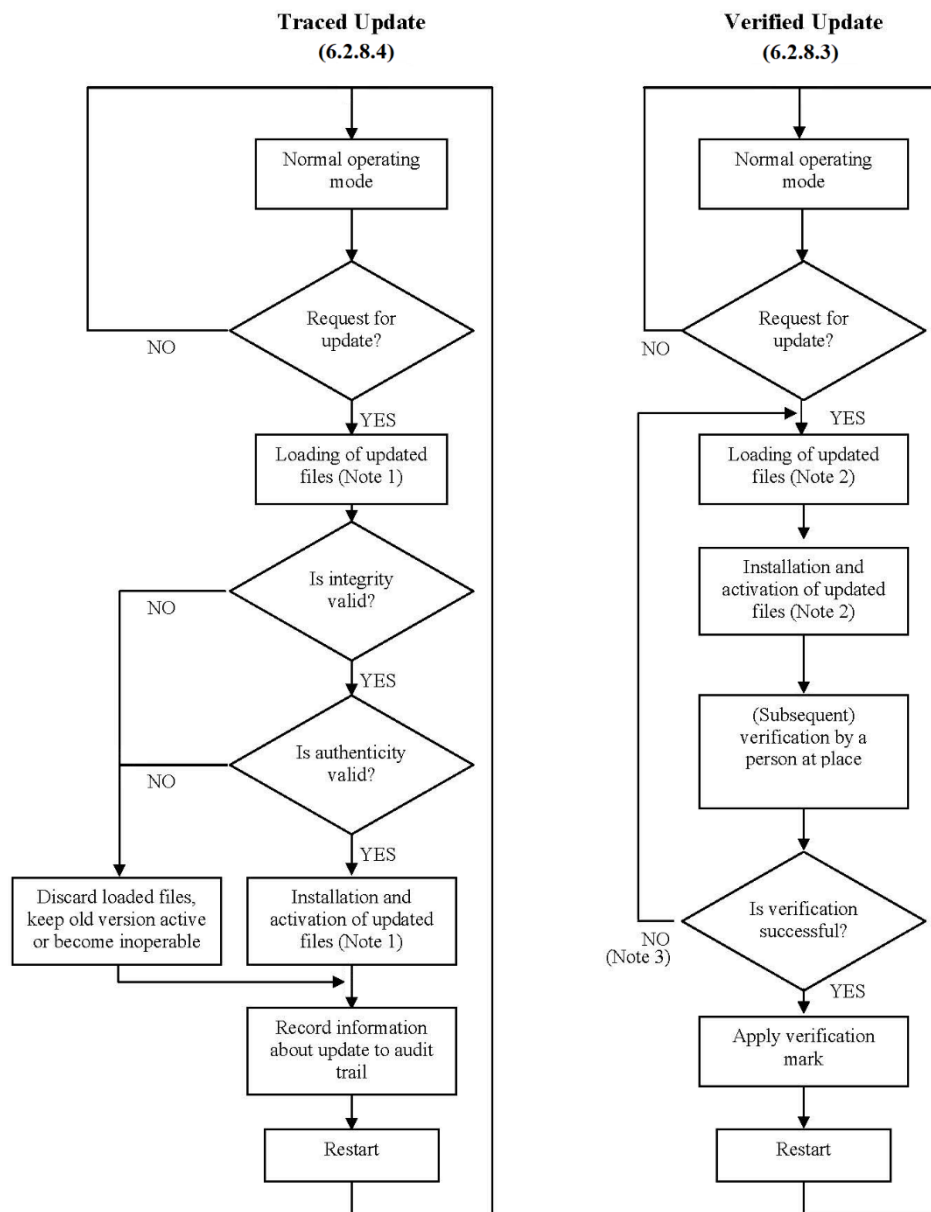 Traced Update
(6.2.8.4)
Normal operating
mode
Request for
update?
NO
YES
Loading of updated
files (Note 1)
Is integrity
valid?
NO
YES
Is authenticity
valid?
NO
YES
Discard loaded files,
keep old version active
or become inoperable
Installation and
activation of updated
files (Note 1)
Record information
about update to audit
trail
Restart
Verified Update
(6.2.8.3)
Normal operating
mode
Request for
update?
NO
YES
Loading of updated
files (Note 2)
Installation and
activation of updated
files (Note 2)
(Subsequent)
verification by a
person at place
Is verification
successful?
NO
(Note 3)
YES
Apply verification
mark
Restart